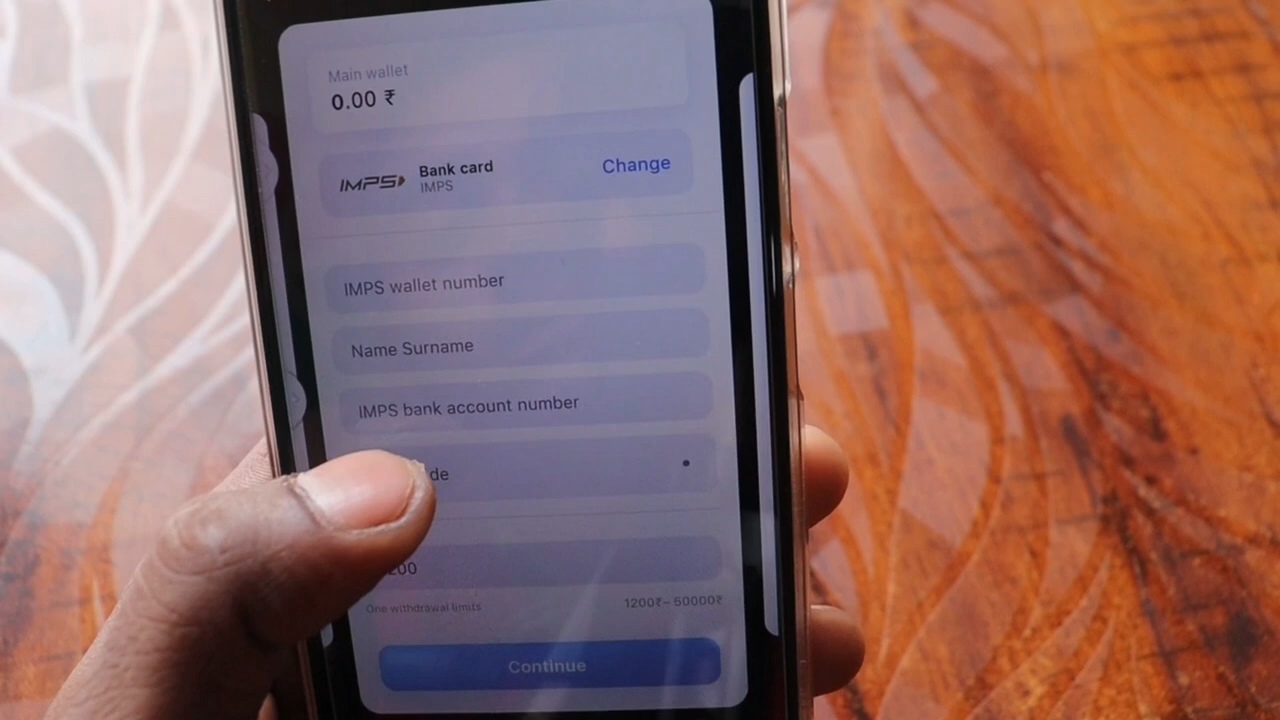 Main wallet
0.00 ₹
IMPS
Bank card
IMPS
Change
IMPS wallet number
Name Surname
IMPS bank account number
de
200
One withdrawal limits
1200₹– 50000₹
Continue